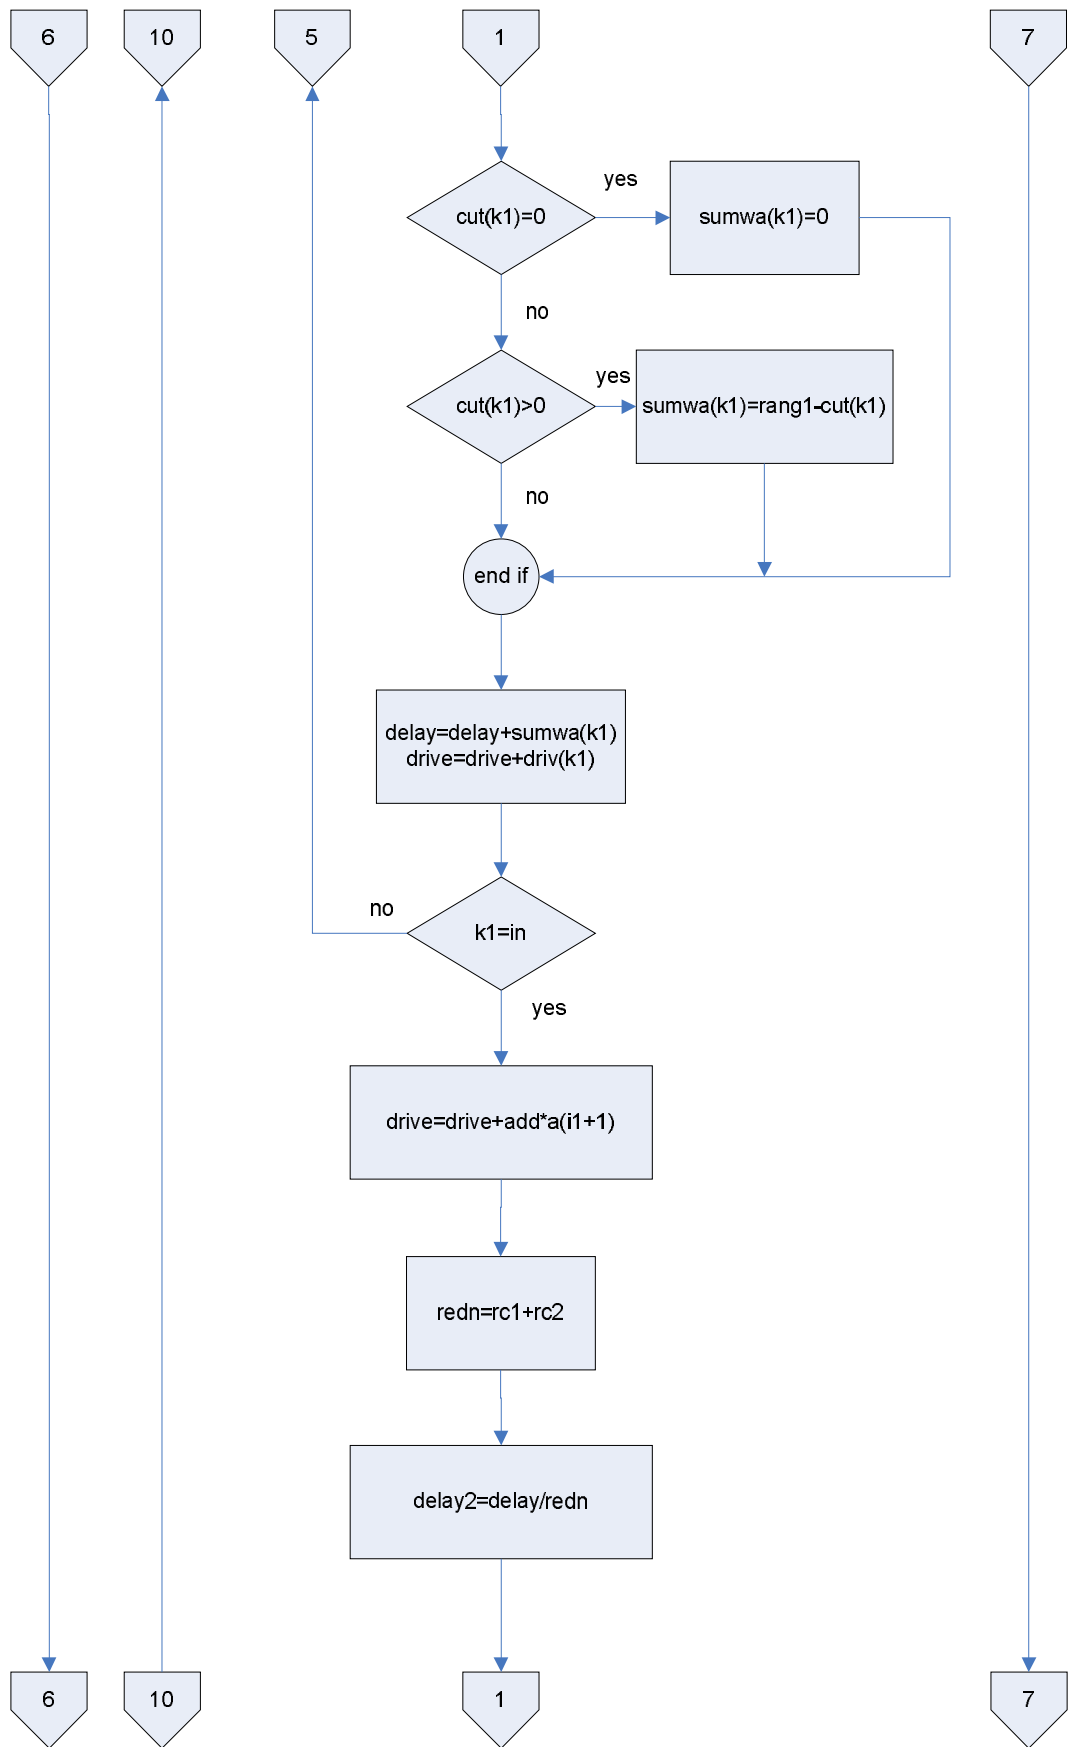 6
10
5
1
7
cut(k1)=0
yes
sumwa(k1)=0
no
cut(k1)>0
yes
sumwa(k1)=rang1-cut(k1)
no
end if
delay=delay+sumwa(k1)
drive=drive+driv(k1)
no
k1=in
yes
drive=drive+add*a(i1+1)
redn=rc1+rc2
delay2=delay/redn
6
10
1
7